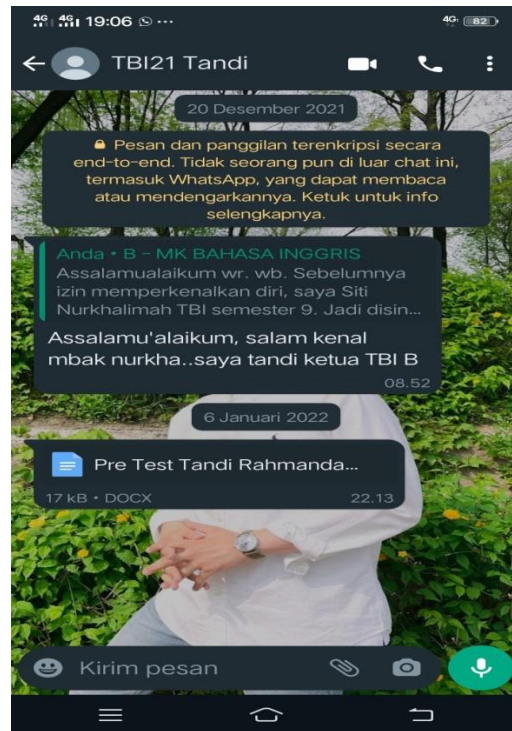 4G 4G 19:06 ...
4G 82
TBI21 Tandi
20 Desember 2021
Pesan dan panggilan terenkripsi secara
end-to-end. Tidak seorang pun di luar chat ini,
termasuk WhatsApp, yang dapat membaca
atau mendengarkannya. Ketuk untuk info
selengkapnya.
Anda • B - MK BAHASA INGGRIS
Assalamualaikum wr. wb. Sebelumnya
izin memperkenalkan diri, saya Siti
Nurkhalimah TBI semester 9. Jadi disin...
Assalamu'alaikum, salam kenal
mbak nurkha..saya tandi ketua TBI B
08.52
6 Januari 2022
Pre Test Tandi Rahmanda...
17 kB • DOCX
22.13
Kirim pesan